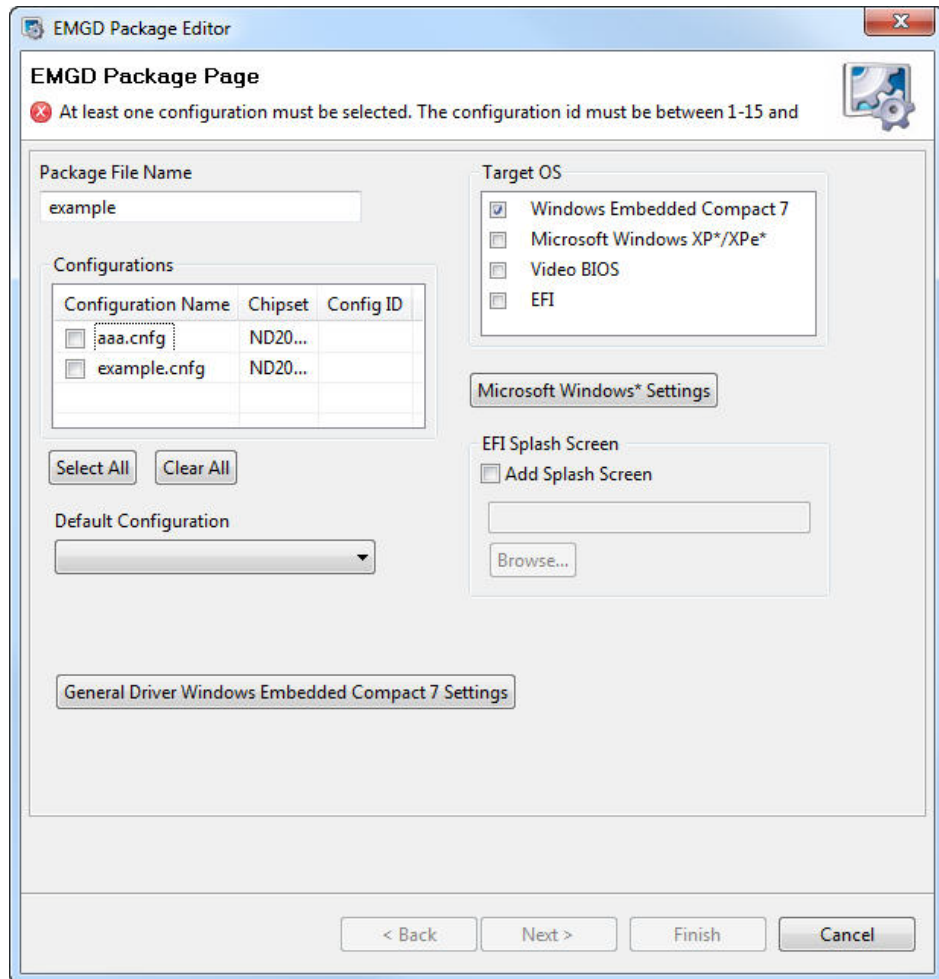 EMGD Package Editor
EMGD Package Page
At least one configuration must be selected. The configuration id must be between 1-15 and
Package File Name
example
Configurations
Configuration Name Chipset Config ID
aaa.cnfg ND20...
example.cnfg ND20...
Select All Clear All
Default Configuration
General Driver Windows Embedded Compact 7 Settings
Target OS
Windows Embedded Compact 7
Microsoft Windows XP*/XPe*
Video BIOS
EFI
Microsoft Windows* Settings
EFI Splash Screen
Add Splash Screen
Browse...
< Back Next > Finish Cancel